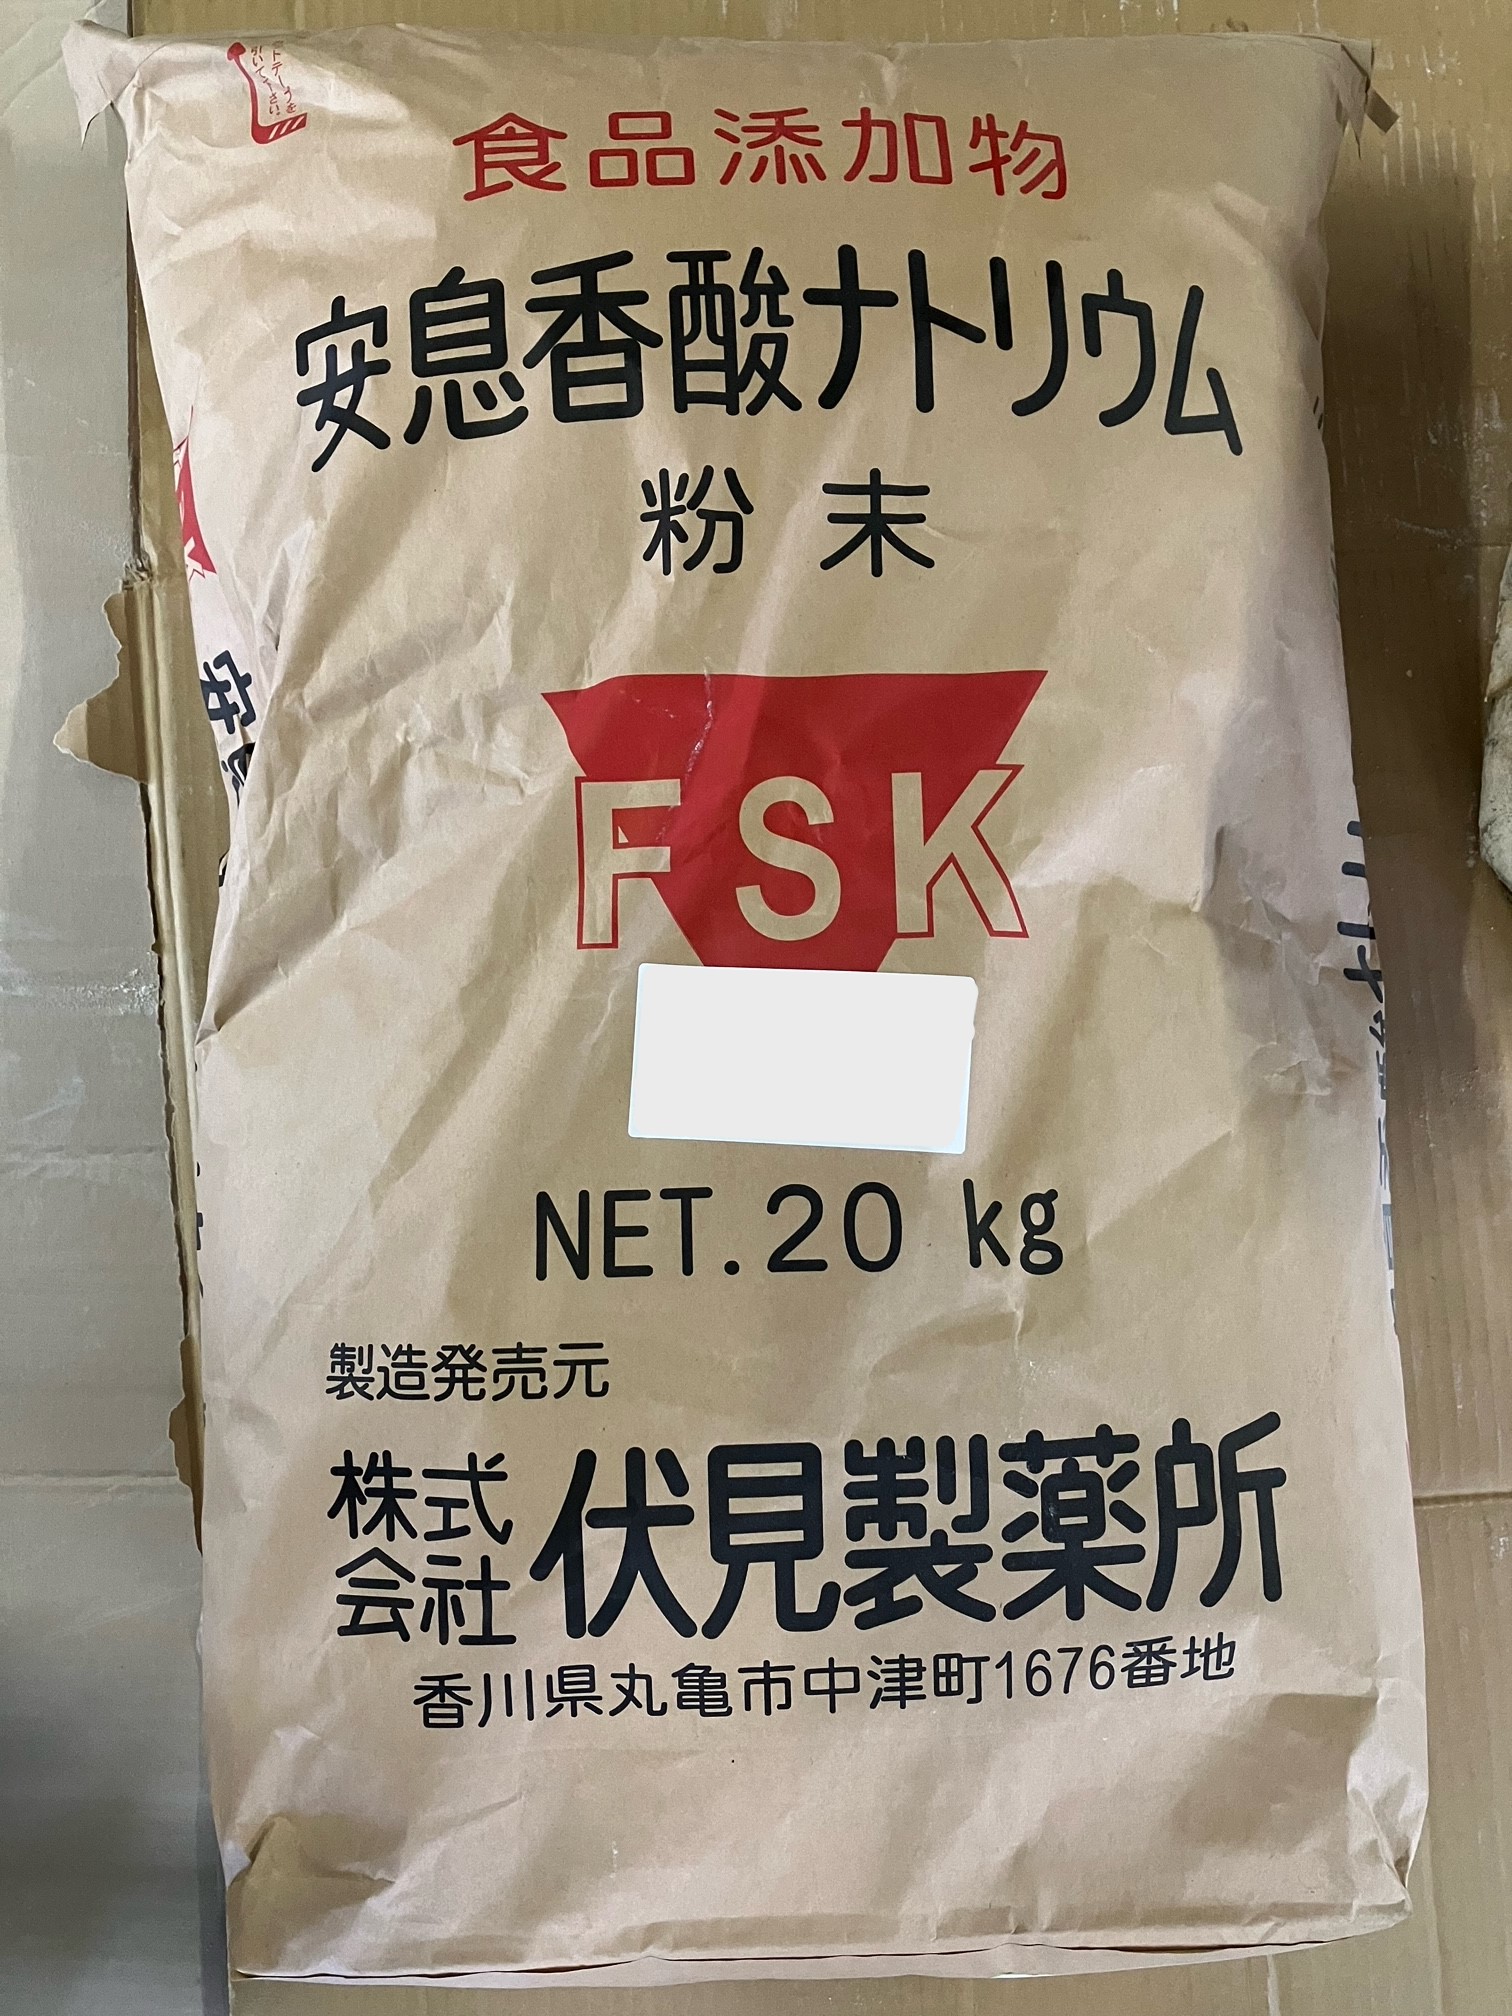 食品添加物
安息香酸ナトリウム
粉末
FSK
NET.20 kg
製造発売元
株式
会社
伏見製薬所
香川県丸亀市中津町1676番地